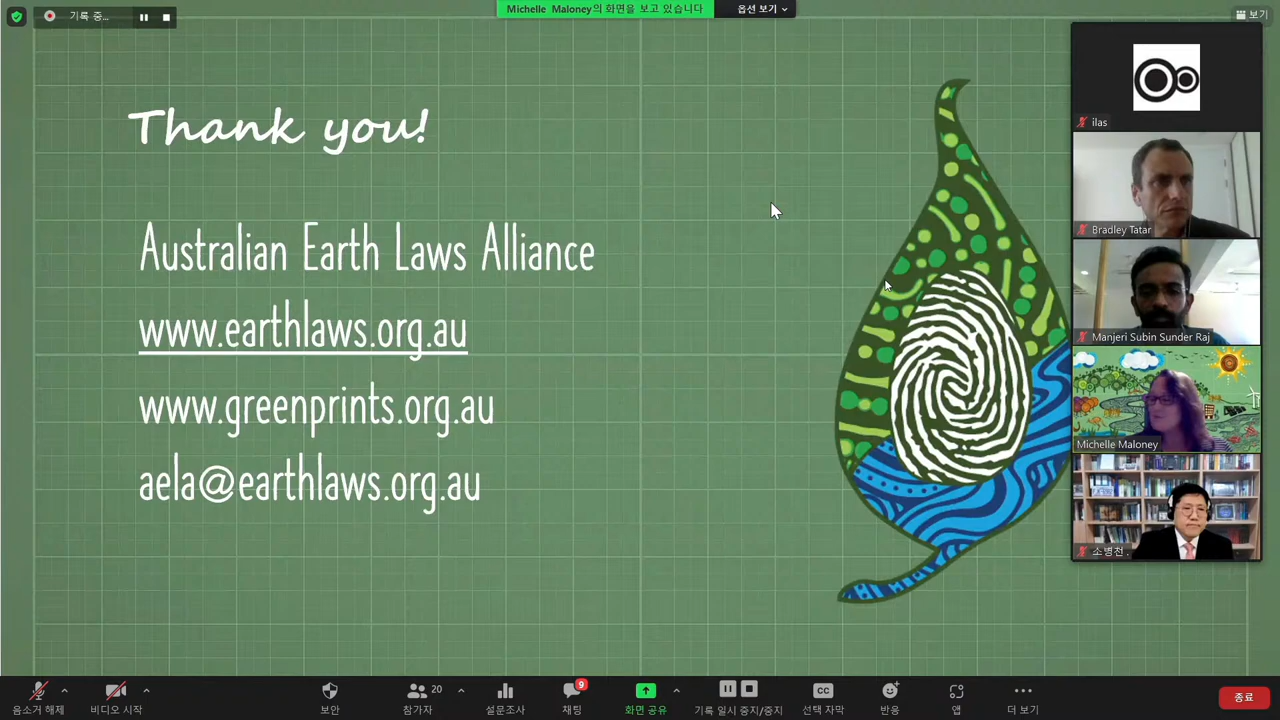 기록 중...
Michelle Maloney의 화면을 보고 있습니다
옵션 보기
보기
Thank you!
Australian Earth Laws Alliance
www.earthlaws.org.au
www.greenprints.org.au
aela@earthlaws.org.au
ilas
Bradley Tatar
Manjeri Subin Sunder Raj
Michelle Maloney
소병천 .
음소거 해제
비디오 시작
보안
20
참가자
설문조사
9
채팅
화면 공유
기록 일시 중지/중지
CC
선택 자막
반응
앱
더 보기
종료